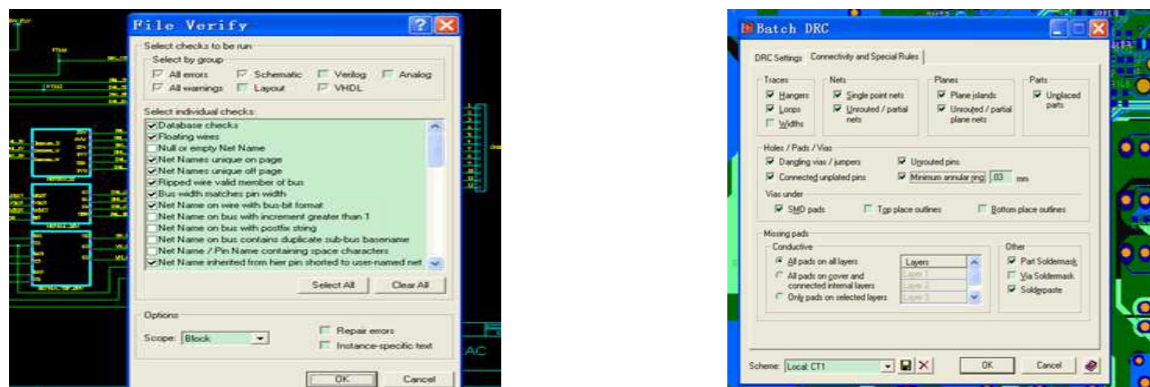 File Verify
Select checks to be run
Select by group
All errors Schematic Verilog Analog
All warnings Layout VHDL
Select individual checks:
Database checks
Floating wires
Null or empty Net Name
Net Names unique on page
Net Names unique off page
Ripped wire valid member of bus
Bus width matches pin width
Net Name on wire with bus-bit format
Net Name on bus with increment greater than 1
Net Name on bus with postfix string
Net Name on bus contains duplicate sub-bus basename
Net Name / Pin Name containing space characters
Net Name inherited from hier pin shorted to user-named net
Select All Clear All
Options
Scope: Block
Repair errors
Instance-specific text
OK Cancel
AC
Batch DRC
DRC Settings Connectivity and Special Rules
Traces Nets Planes Parts
Hangers Single point nets Plane islands Unplaced parts
Loops Unrouted / partial nets Unrouted / partial plane nets
Widths
Holes / Pads / Vias
Dangling vias / jumpers Unrouted pins
Connected unplated pins Minimum annular ring: .03 mm
Vias under
SMD pads Top place outlines Bottom place outlines
Missing pads
Conductive Other
All pads on all layers Layers Part Soldermask
All pads on cover and connected internal layers Layer 1 Layer 2 Via Soldermask
Only pads on selected layers Layer 3 Solderpaste
Scheme: Local: CT1 OK Cancel